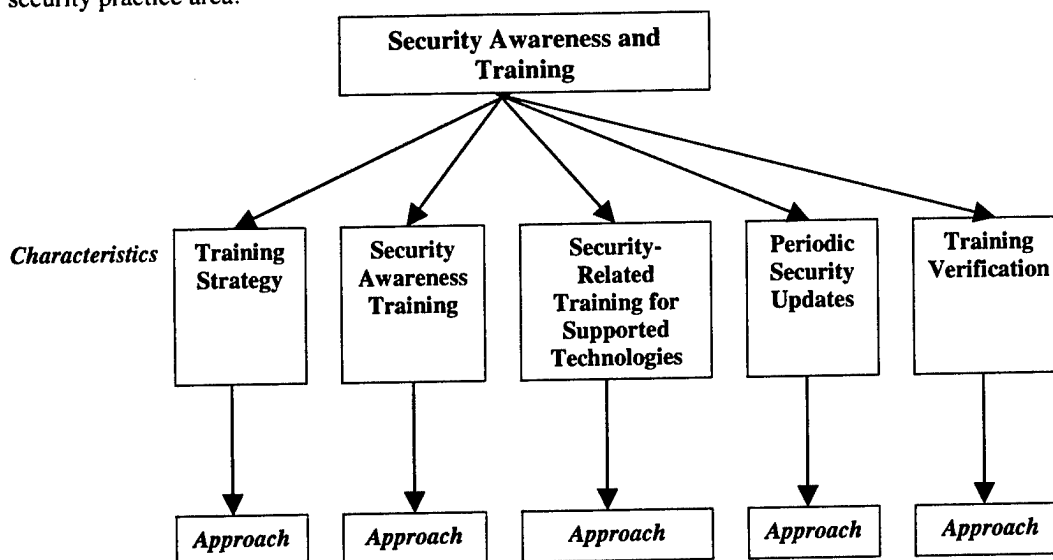 security practice area.
Security Awareness and
Training
Characteristics
Training
Strategy
Security
Awareness
Training
Security-
Related
Training for
Supported
Technologies
Periodic
Security
Updates
Training
Verification
Approach
Approach
Approach
Approach
Approach